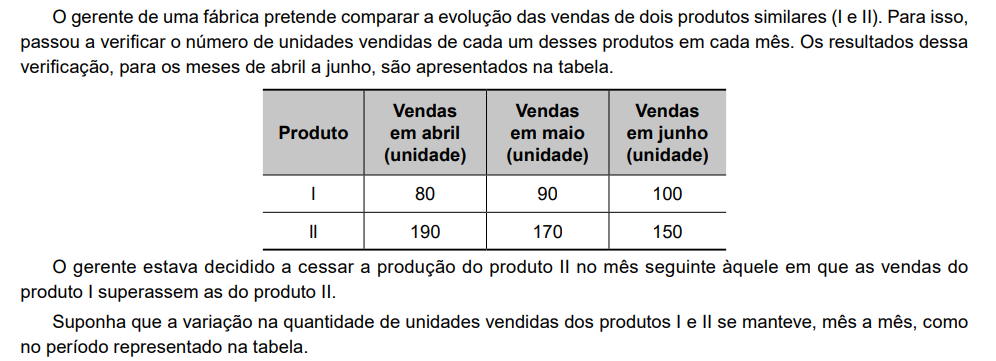 O gerente de uma fábrica pretende comparar a evolução das vendas de dois produtos similares (I e II). Para isso,
passou a verificar o número de unidades vendidas de cada um desses produtos em cada mês. Os resultados dessa
verificação, para os meses de abril a junho, são apresentados na tabela.
Produto | Vendas em abril (unidade) | Vendas em maio (unidade) | Vendas em junho (unidade)
I | 80 | 90 | 100
II | 190 | 170 | 150
O gerente estava decidido a cessar a produção do produto II no mês seguinte àquele em que as vendas do
produto I superassem as do produto II.
Suponha que a variação na quantidade de unidades vendidas dos produtos I e II se manteve, mês a mês, como
no período representado na tabela.